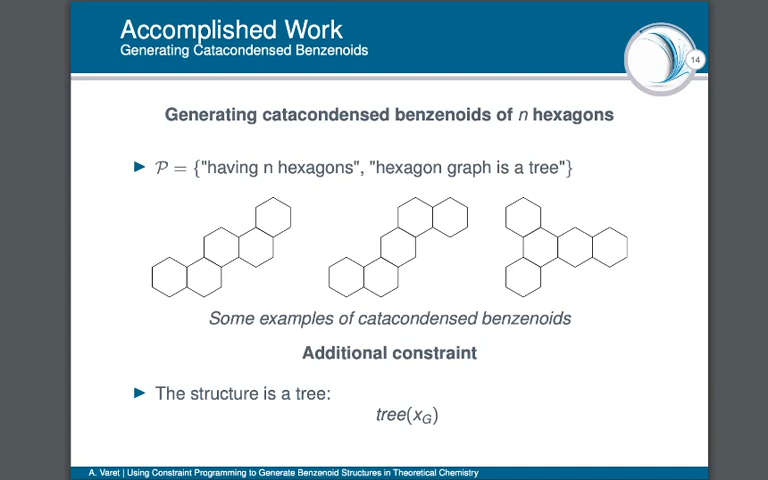 Accomplished Work
Generating Catacondensed Benzenoids
14
Generating catacondensed benzenoids of n hexagons
► 𝒫 = {"having n hexagons", "hexagon graph is a tree"}
Some examples of catacondensed benzenoids
Additional constraint
► The structure is a tree:
tree(x_G)
A. Varet | Using Constraint Programming to Generate Benzenoid Structures in Theoretical Chemistry